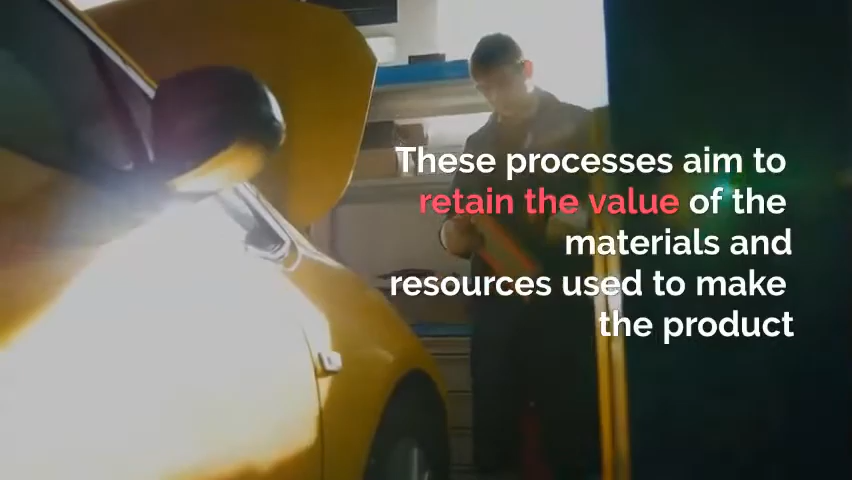 These processes aim to
retain the value of the
materials and
resources used to make
the product